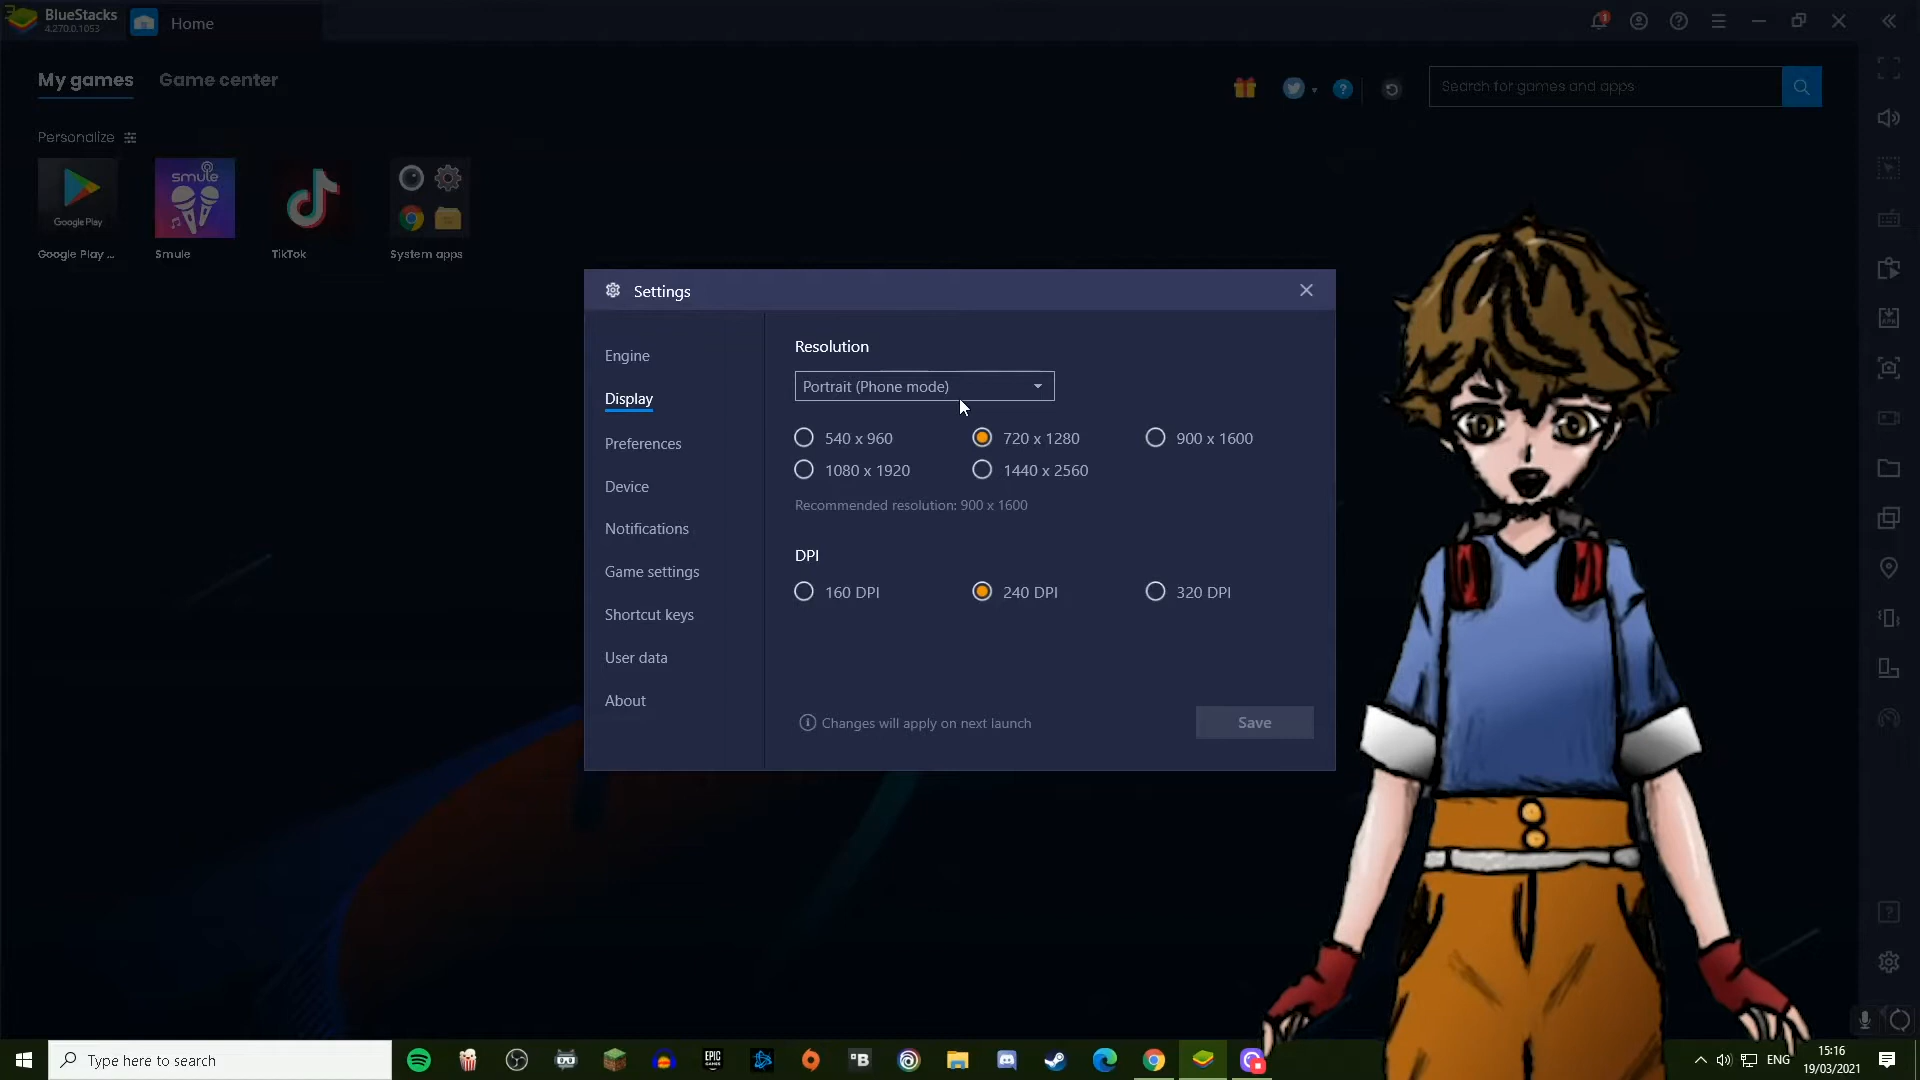 BlueStacks
4.270.0.1053
Home
My games
Game center
Search for games and apps
Personalize
Google Play
Google Play ...
smule
Smule
TikTok
System apps
Settings
Engine
Display
Preferences
Device
Notifications
Game settings
Shortcut keys
User data
About
Resolution
Portrait (Phone mode)
540 x 960
720 x 1280
900 x 1600
1080 x 1920
1440 x 2560
Recommended resolution: 900 x 1600
DPI
160 DPI
240 DPI
320 DPI
Changes will apply on next launch
Save
Type here to search
EPIC
GAMES
B
ENG
15:16
19/03/2021